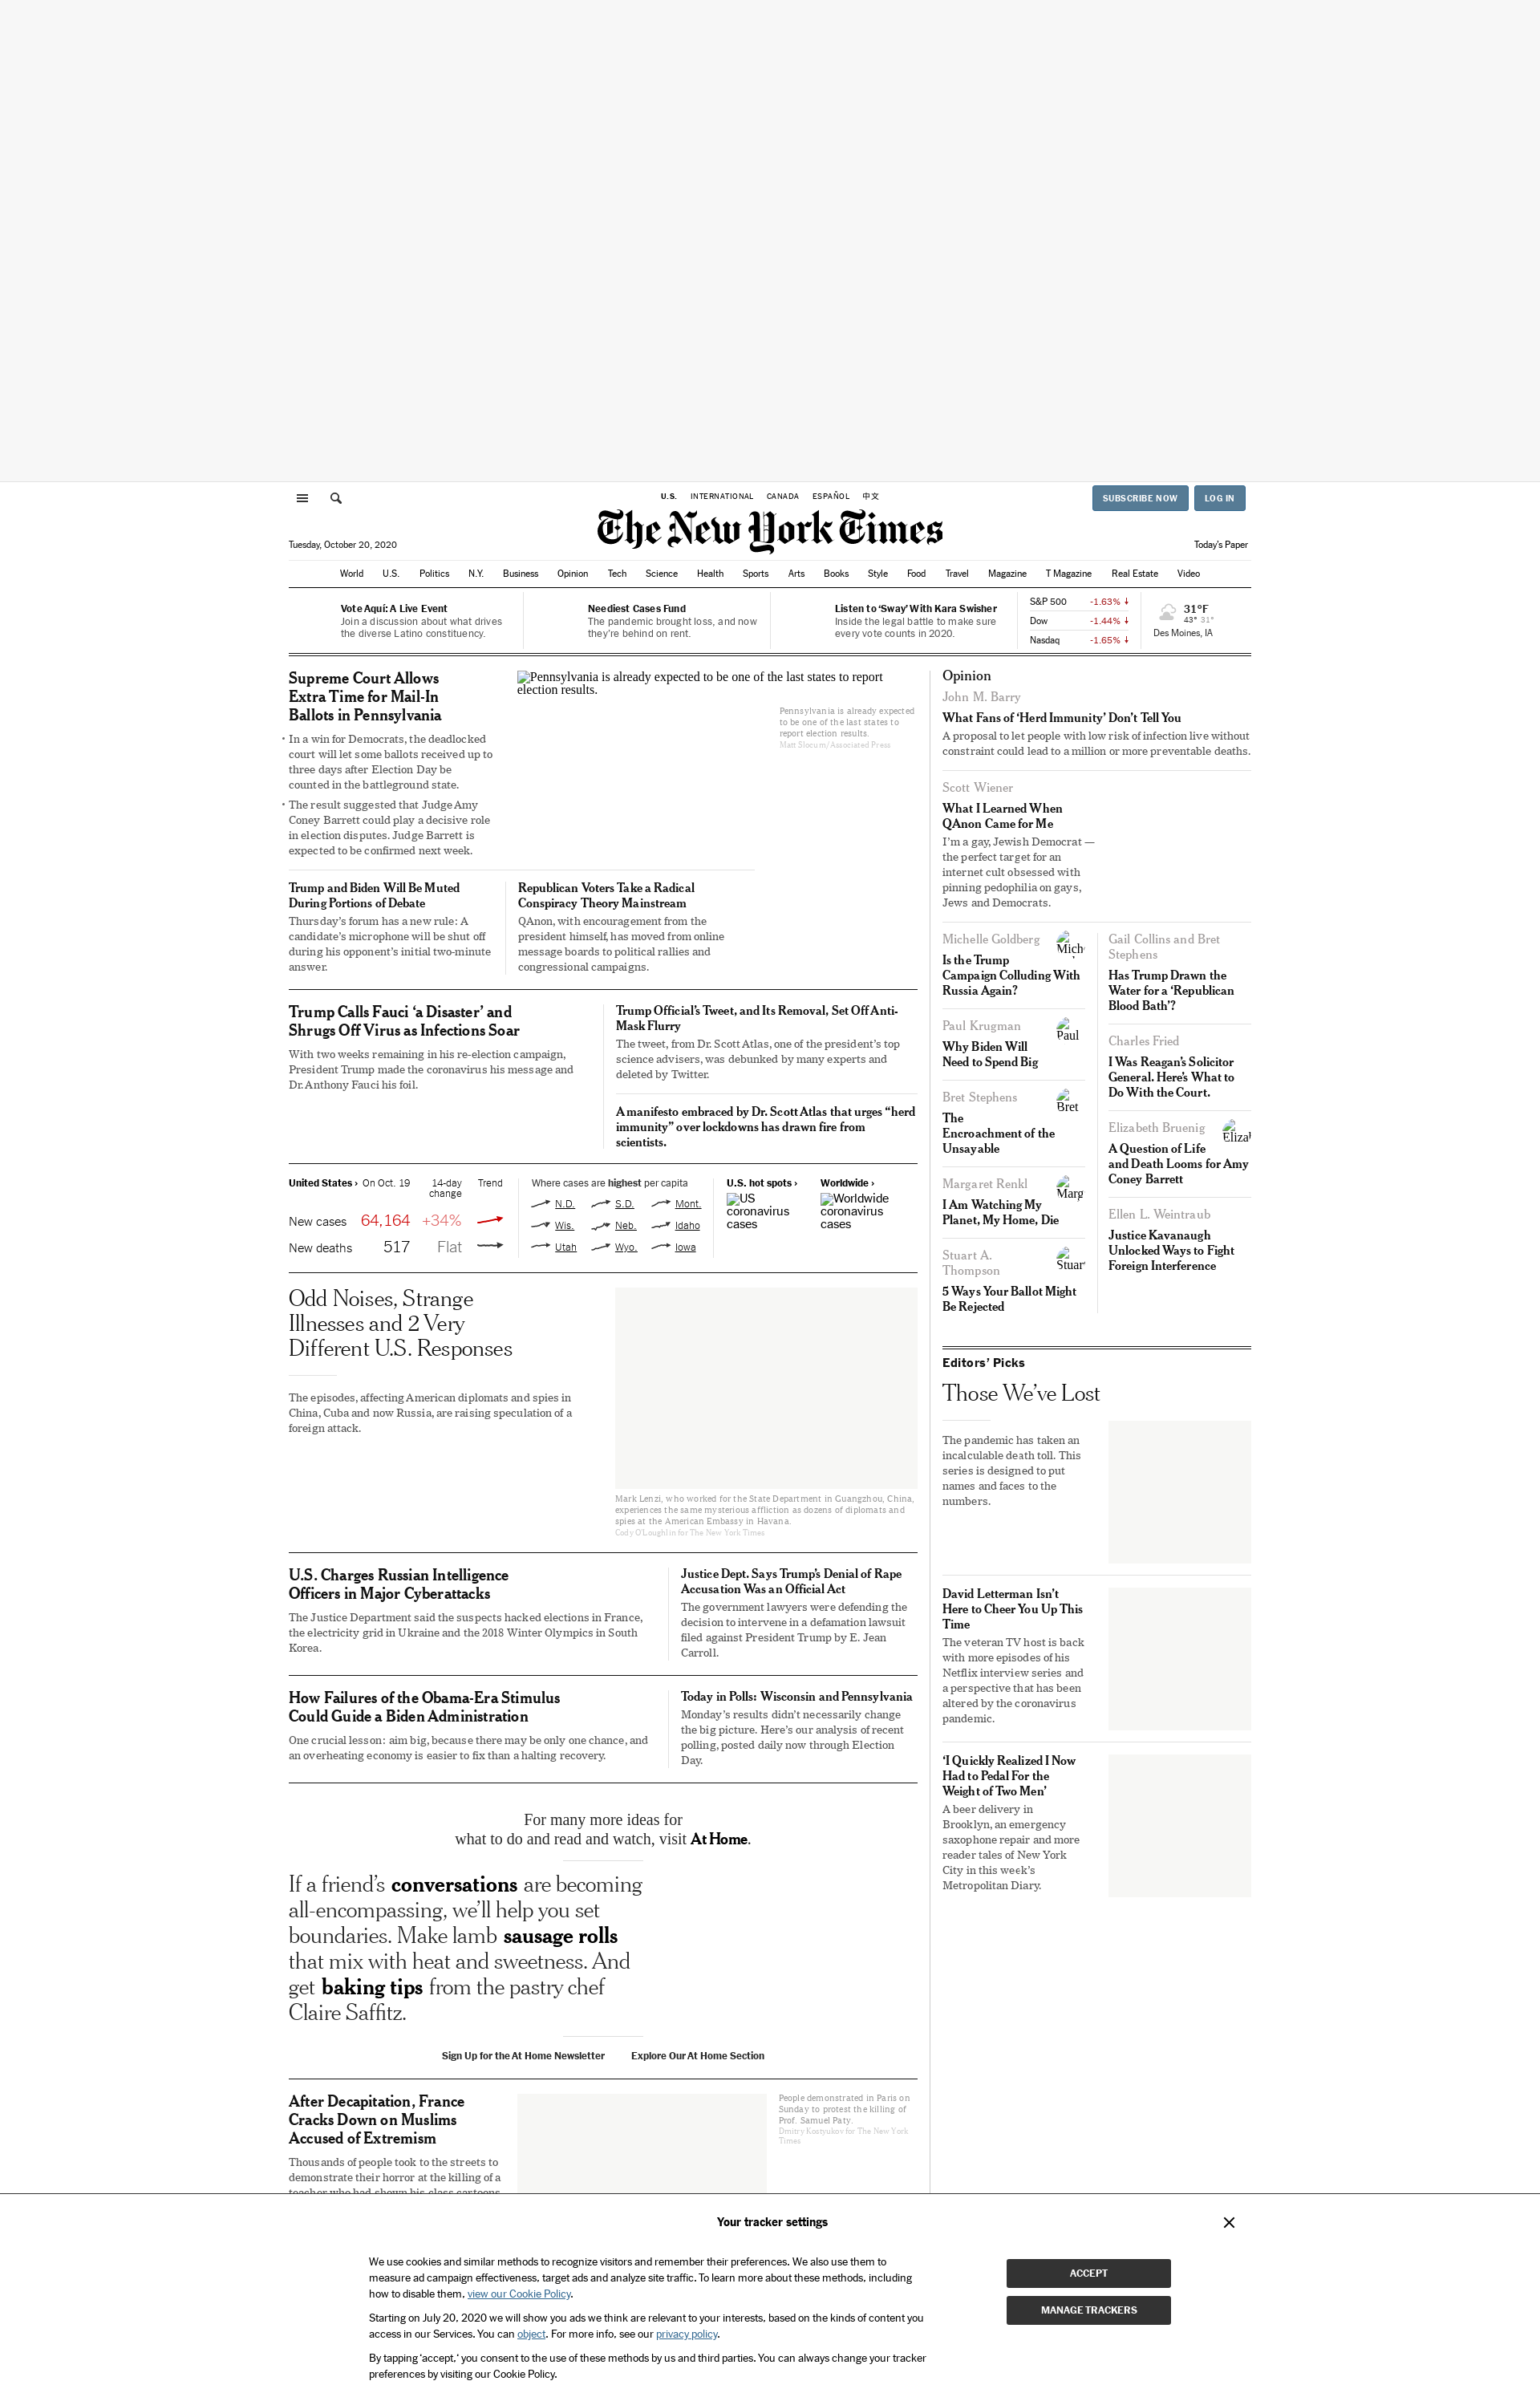 U.S. INTERNATIONAL CANADA ESPAÑOL 中文
SUBSCRIBE NOW LOG IN
The New York Times
Tuesday, October 20, 2020
Today's Paper
World U.S. Politics N.Y. Business Opinion Tech Science Health Sports Arts Books Style Food Travel Magazine T Magazine Real Estate Video
Vote Aquí: A Live Event
Join a discussion about what drives
the diverse Latino constituency.
Neediest Cases Fund
The pandemic brought loss, and now
they're behind on rent.
Listen to 'Sway' With Kara Swisher
Inside the legal battle to make sure
every vote counts in 2020.
S&P 500 -1.63% ↓
Dow -1.44% ↓
Nasdaq -1.65% ↓
31°F
43° 31°
Des Moines, IA
Supreme Court Allows
Extra Time for Mail-In
Ballots in Pennsylvania
• In a win for Democrats, the deadlocked
court will let some ballots received up to
three days after Election Day be
counted in the battleground state.
• The result suggested that Judge Amy
Coney Barrett could play a decisive role
in election disputes. Judge Barrett is
expected to be confirmed next week.
Pennsylvania is already expected to be one of the last states to report
election results.
Pennsylvania is already expected
to be one of the last states to
report election results.
Matt Slocum/Associated Press
Trump and Biden Will Be Muted
During Portions of Debate
Thursday's forum has a new rule: A
candidate's microphone will be shut off
during his opponent's initial two-minute
answer.
Republican Voters Take a Radical
Conspiracy Theory Mainstream
QAnon, with encouragement from the
president himself, has moved from online
message boards to political rallies and
congressional campaigns.
Trump Calls Fauci 'a Disaster' and
Shrugs Off Virus as Infections Soar
With two weeks remaining in his re-election campaign,
President Trump made the coronavirus his message and
Dr. Anthony Fauci his foil.
Trump Official's Tweet, and Its Removal, Set Off Anti-
Mask Flurry
The tweet, from Dr. Scott Atlas, one of the president's top
science advisers, was debunked by many experts and
deleted by Twitter.
A manifesto embraced by Dr. Scott Atlas that urges "herd
immunity" over lockdowns has drawn fire from
scientists.
United States › On Oct. 19 14-day
change Trend
New cases 64,164 +34%
New deaths 517 Flat
Where cases are highest per capita
N.D. S.D. Mont.
Wis. Neb. Idaho
Utah Wyo. Iowa
U.S. hot spots ›
US
coronavirus
cases
Worldwide ›
Worldwide
coronavirus
cases
Odd Noises, Strange
Illnesses and 2 Very
Different U.S. Responses
The episodes, affecting American diplomats and spies in
China, Cuba and now Russia, are raising speculation of a
foreign attack.
Mark Lenzi, who worked for the State Department in Guangzhou, China,
experiences the same mysterious affliction as dozens of diplomats and
spies at the American Embassy in Havana.
Cody O'Loughlin for The New York Times
U.S. Charges Russian Intelligence
Officers in Major Cyberattacks
The Justice Department said the suspects hacked elections in France,
the electricity grid in Ukraine and the 2018 Winter Olympics in South
Korea.
Justice Dept. Says Trump's Denial of Rape
Accusation Was an Official Act
The government lawyers were defending the
decision to intervene in a defamation lawsuit
filed against President Trump by E. Jean
Carroll.
How Failures of the Obama-Era Stimulus
Could Guide a Biden Administration
One crucial lesson: aim big, because there may be only one chance, and
an overheating economy is easier to fix than a halting recovery.
Today in Polls: Wisconsin and Pennsylvania
Monday's results didn't necessarily change
the big picture. Here's our analysis of recent
polling, posted daily now through Election
Day.
For many more ideas for
what to do and read and watch, visit At Home.
If a friend's conversations are becoming
all-encompassing, we'll help you set
boundaries. Make lamb sausage rolls
that mix with heat and sweetness. And
get baking tips from the pastry chef
Claire Saffitz.
Sign Up for the At Home Newsletter Explore Our At Home Section
After Decapitation, France
Cracks Down on Muslims
Accused of Extremism
Thousands of people took to the streets to
demonstrate their horror at the killing of a
teacher who had shown his class cartoons
People demonstrated in Paris on
Sunday to protest the killing of
Prof. Samuel Paty.
Dmitry Kostyukov for The New York
Times
Opinion
John M. Barry
What Fans of 'Herd Immunity' Don't Tell You
A proposal to let people with low risk of infection live without
constraint could lead to a million or more preventable deaths.
Scott Wiener
What I Learned When
QAnon Came for Me
I'm a gay, Jewish Democrat —
the perfect target for an
internet cult obsessed with
pinning pedophilia on gays,
Jews and Democrats.
Michelle Goldberg
Is the Trump
Campaign Colluding With
Russia Again?
Paul Krugman
Paul
Why Biden Will
Need to Spend Big
Bret Stephens
Bret
The
Encroachment of the
Unsayable
Margaret Renkl
I Am Watching My
Planet, My Home, Die
Stuart A.
Thompson
5 Ways Your Ballot Might
Be Rejected
Gail Collins and Bret
Stephens
Has Trump Drawn the
Water for a 'Republican
Blood Bath'?
Charles Fried
I Was Reagan's Solicitor
General. Here's What to
Do With the Court.
Elizabeth Bruenig
A Question of Life
and Death Looms for Amy
Coney Barrett
Ellen L. Weintraub
Justice Kavanaugh
Unlocked Ways to Fight
Foreign Interference
Editors' Picks
Those We've Lost
The pandemic has taken an
incalculable death toll. This
series is designed to put
names and faces to the
numbers.
David Letterman Isn't
Here to Cheer You Up This
Time
The veteran TV host is back
with more episodes of his
Netflix interview series and
a perspective that has been
altered by the coronavirus
pandemic.
'I Quickly Realized I Now
Had to Pedal For the
Weight of Two Men'
A beer delivery in
Brooklyn, an emergency
saxophone repair and more
reader tales of New York
City in this week's
Metropolitan Diary.
Your tracker settings
We use cookies and similar methods to recognize visitors and remember their preferences. We also use them to
measure ad campaign effectiveness, target ads and analyze site traffic. To learn more about these methods, including
how to disable them, view our Cookie Policy.
Starting on July 20, 2020 we will show you ads we think are relevant to your interests, based on the kinds of content you
access in our Services. You can object. For more info, see our privacy policy.
By tapping 'accept,' you consent to the use of these methods by us and third parties. You can always change your tracker
preferences by visiting our Cookie Policy.
ACCEPT
MANAGE TRACKERS